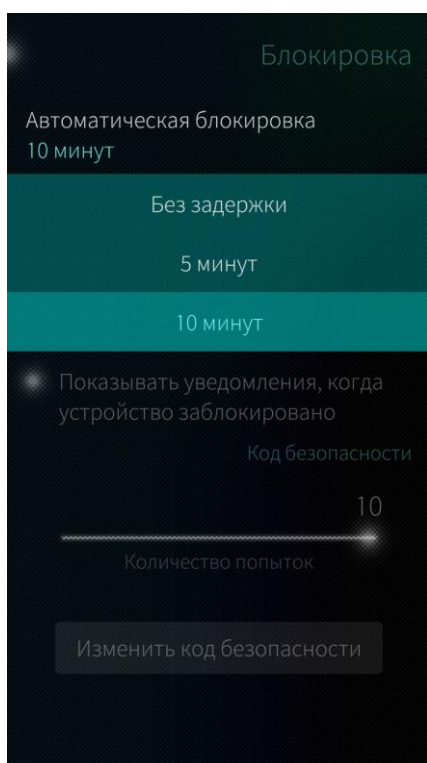 Блокировка
Автоматическая блокировка
10 минут
Без задержки
5 минут
10 минут
Показывать уведомления, когда
устройство заблокировано
Код безопасности
10
Количество попыток
Изменить код безопасности